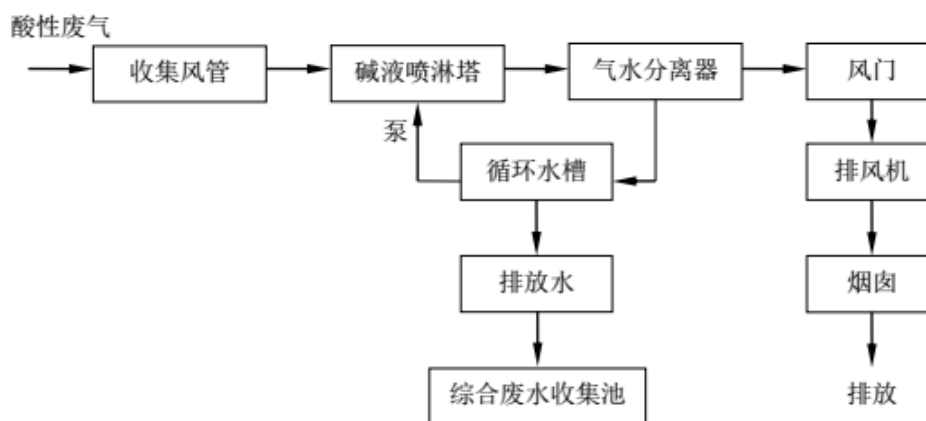 酸性废气
收集风管
碱液喷淋塔
气水分离器
风门
泵
循环水槽
排风机
排放水
烟囱
综合废水收集池
排放